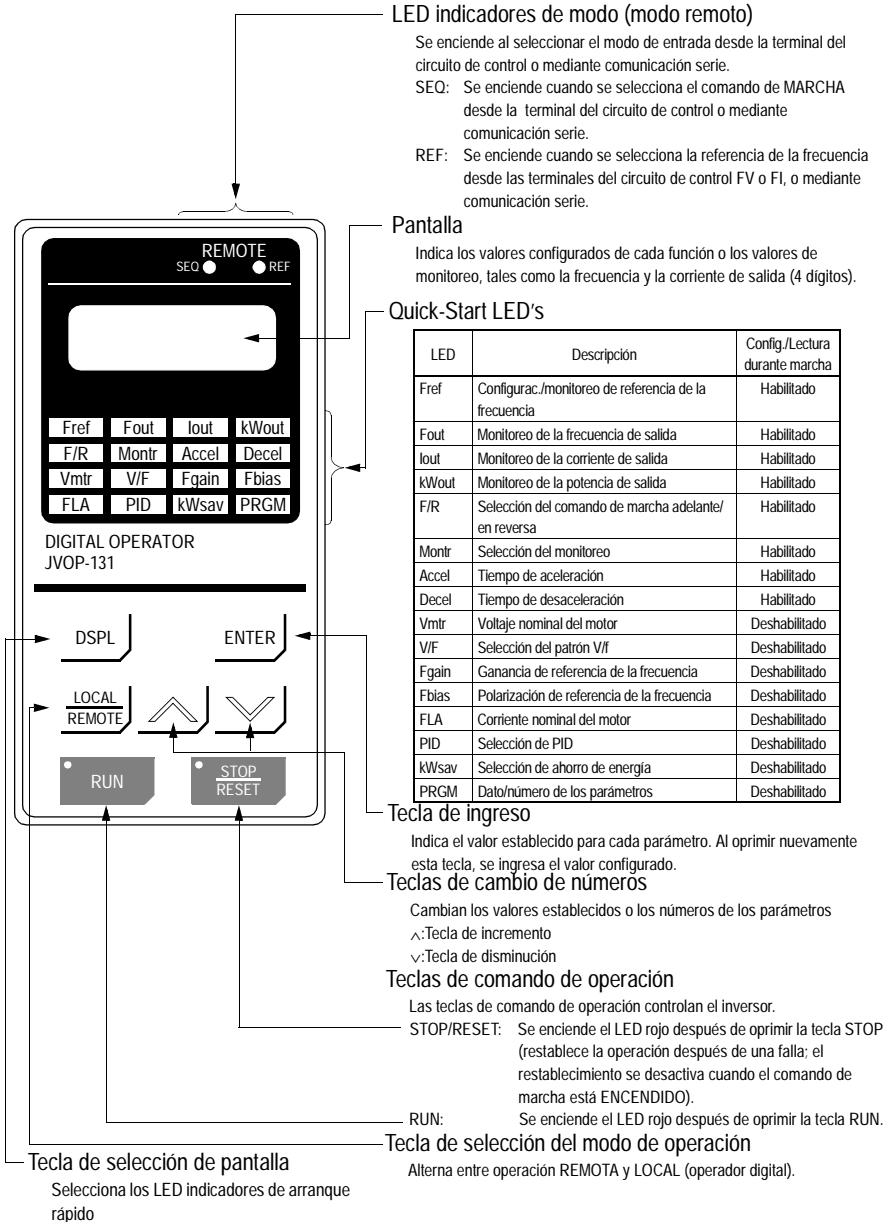 LED indicadores de modo (modo remoto)
Se enciende al seleccionar el modo de entrada desde la terminal del
circuito de control o mediante comunicación serie.
SEQ: Se enciende cuando se selecciona el comando de MARCHA
desde la terminal del circuito de control o mediante
comunicación serie.
REF: Se enciende cuando se selecciona la referencia de la frecuencia
desde las terminales del circuito de control FV o FI, o mediante
comunicación serie.
Pantalla
Indica los valores configurados de cada función o los valores de
monitoreo, tales como la frecuencia y la corriente de salida (4 dígitos).
REMOTE
SEQ REF
Quick-Start LED's
LED Descripción Config./Lectura
durante marcha
Fref Configurac./monitoreo de referencia de la Habilitado
frecuencia
Fout Monitoreo de la frecuencia de salida Habilitado
Iout Monitoreo de la corriente de salida Habilitado
kWout Monitoreo de la potencia de salida Habilitado
F/R Selección del comando de marcha adelante/ Habilitado
en reversa
Montr Selección del monitoreo Habilitado
Accel Tiempo de aceleración Habilitado
Decel Tiempo de desaceleración Habilitado
Vmtr Voltaje nominal del motor Deshabilitado
V/F Selección del patrón V/f Deshabilitado
Fgain Ganancia de referencia de la frecuencia Deshabilitado
Fbias Polarización de referencia de la frecuencia Deshabilitado
FLA Corriente nominal del motor Deshabilitado
PID Selección de PID Deshabilitado
kWsav Selección de ahorro de energía Deshabilitado
PRGM Dato/número de los parámetros Deshabilitado
Fref Fout Iout kWout
F/R Montr Accel Decel
Vmtr V/F Fgain Fbias
FLA PID kWsav PRGM
DIGITAL OPERATOR
JVOP-131
DSPL ENTER
LOCAL
REMOTE
RUN
STOP
RESET
Tecla de ingreso
Indica el valor establecido para cada parámetro. Al oprimir nuevamente
esta tecla, se ingresa el valor configurado.
Teclas de cambio de números
Cambian los valores establecidos o los números de los parámetros
^:Tecla de incremento
v:Tecla de disminución
Teclas de comando de operación
Las teclas de comando de operación controlan el inversor.
STOP/RESET: Se enciende el LED rojo después de oprimir la tecla STOP
(restablece la operación después de una falla; el
restablecimiento se desactiva cuando el comando de
marcha está ENCENDIDO).
RUN: Se enciende el LED rojo después de oprimir la tecla RUN.
Tecla de selección del modo de operación
Alterna entre operación REMOTA y LOCAL (operador digital).
Tecla de selección de pantalla
Selecciona los LED indicadores de arranque
rápido